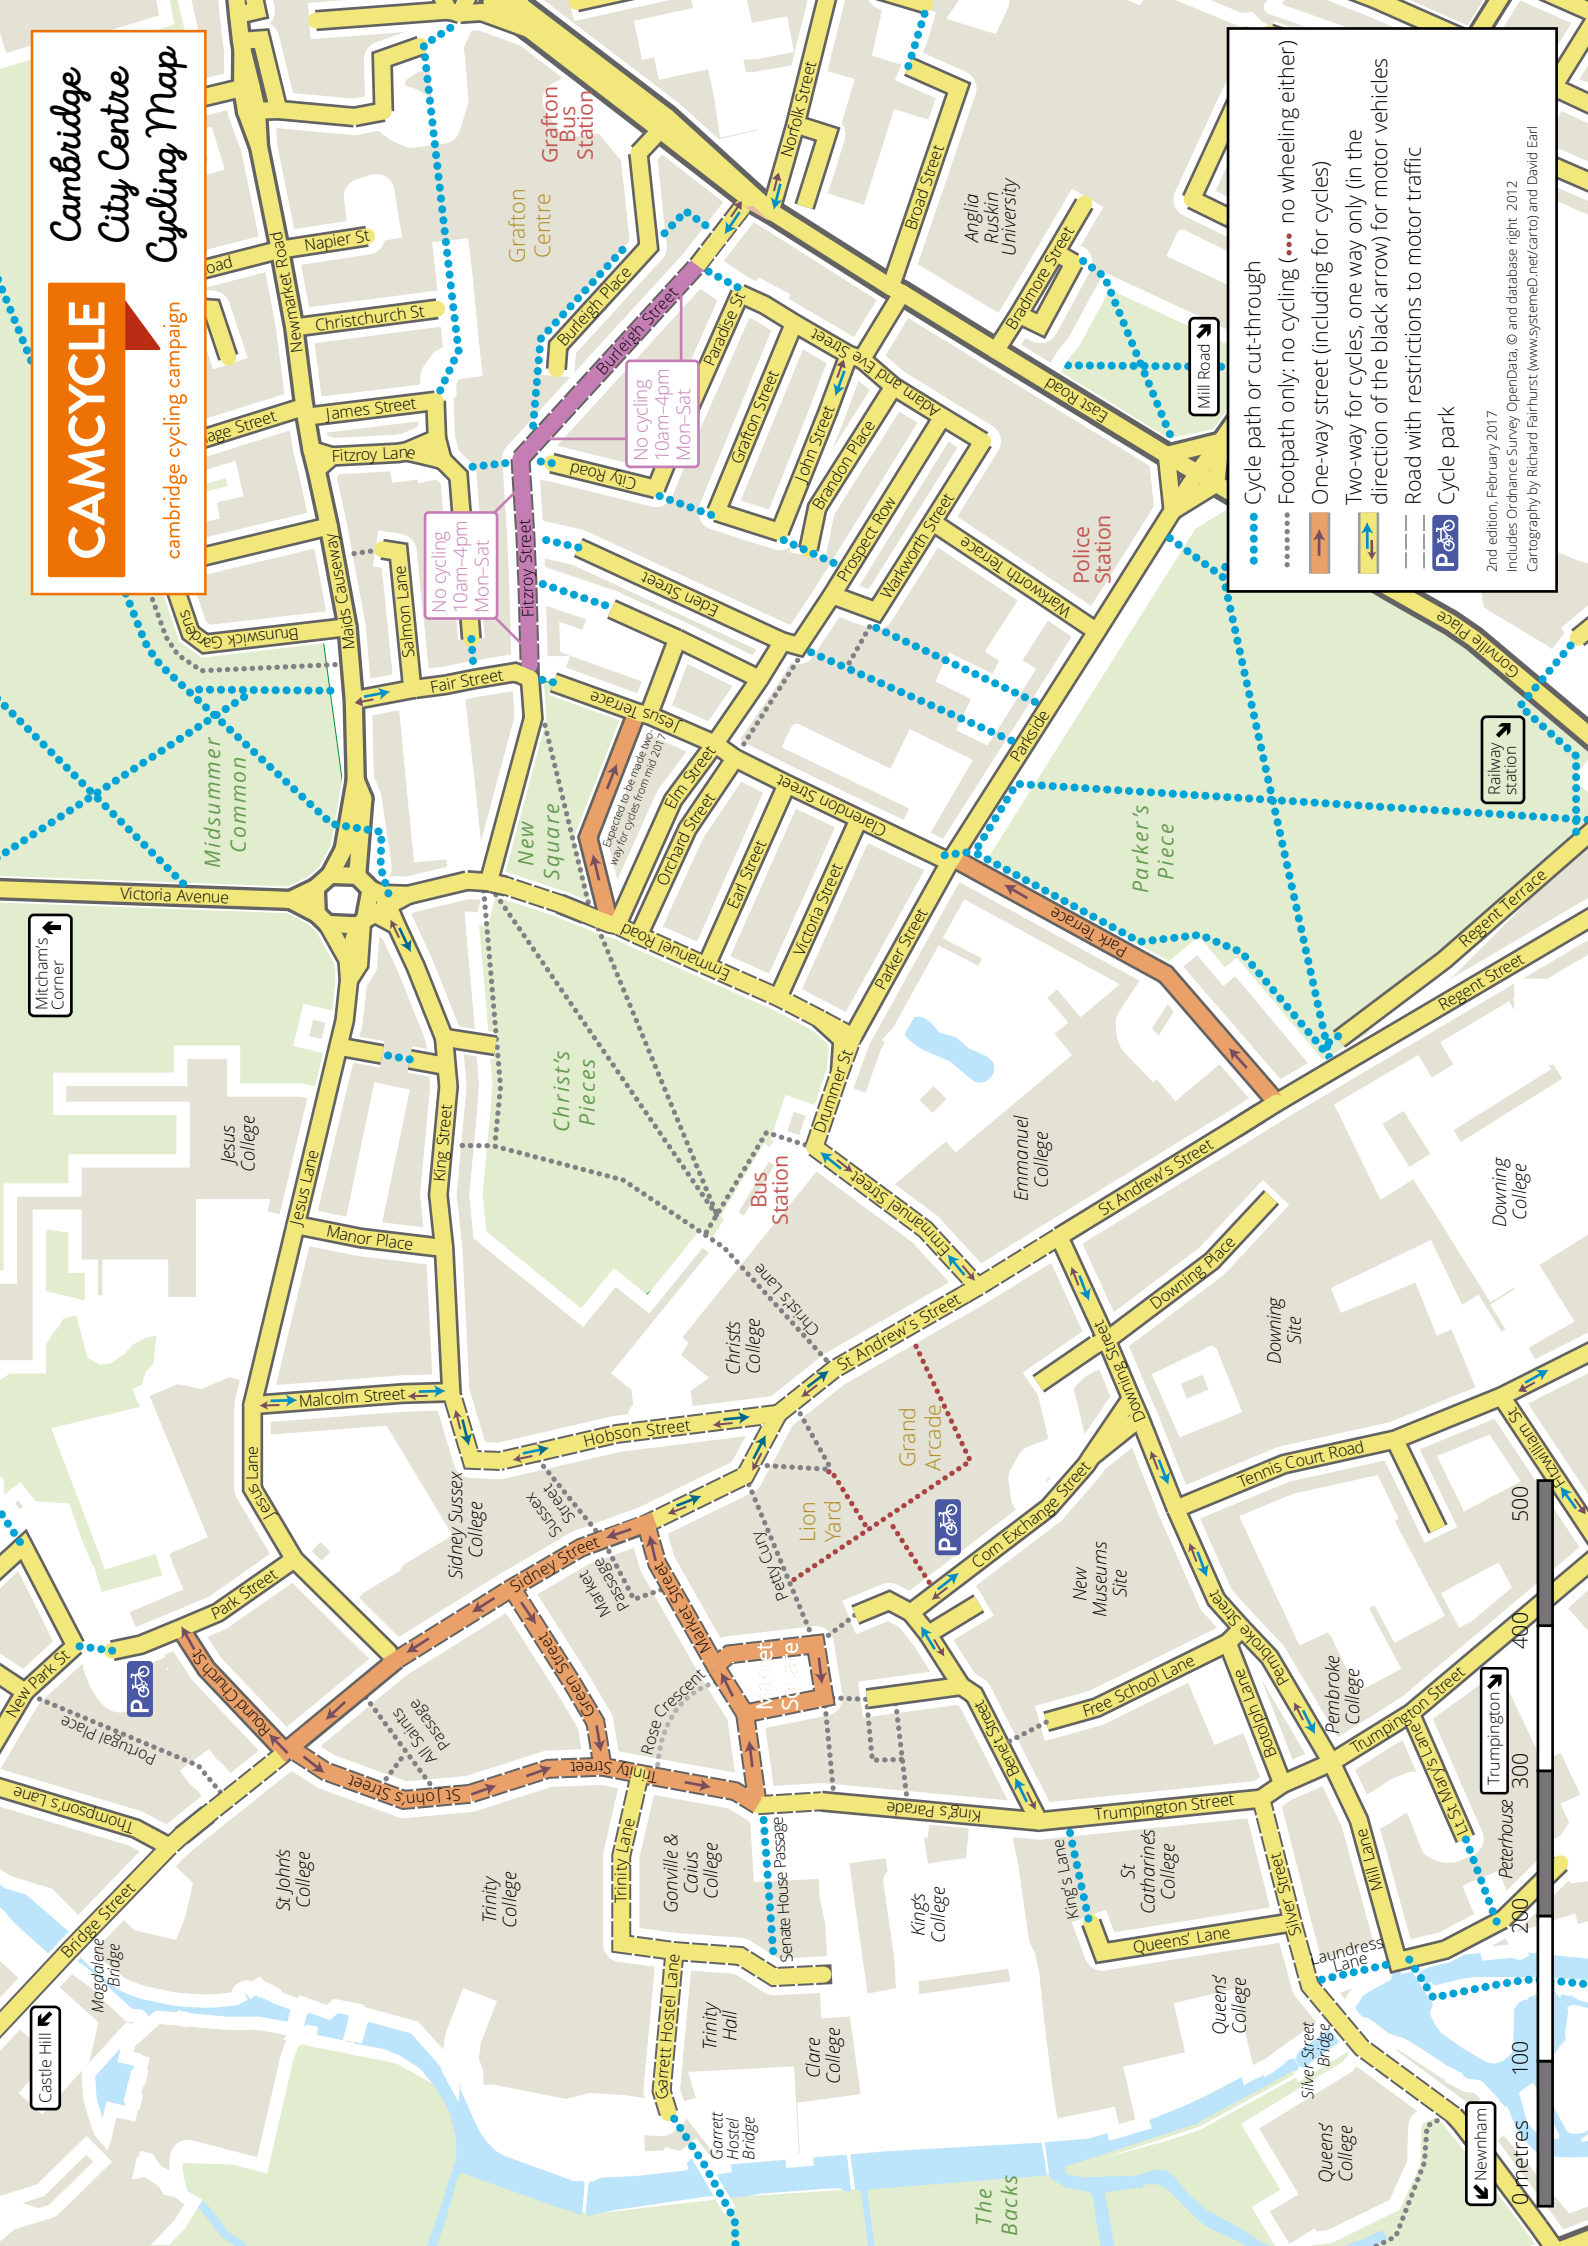 Cambridge
City Centre
Cycling Map
CAMCYCLE
cambridge cycling campaign
Cycle path or cut-through
Footpath only: no cycling (•••• no wheeling either)
One-way street (including for cycles)
Two-way for cycles, one way only (in the
direction of the black arrow) for motor vehicles
Road with restrictions to motor traffic
P Cycle park
2nd edition, February 2017
Includes Ordnance Survey OpenData, © and database right 2012
Cartography by Richard Fairhurst (www.systemeD.net/carto) and David Earl
Castle Hill
Mitcham's
Corner
Mill Road
Railway
station
Trumpington
Newnham
0 metres
100
200
300
400
500
Magdalene
Bridge
Bridge Street
Thompson's Lane
Portugal Place
New Park St
P
Park Street
Round Church St
St John's
College
St John's Street
All Saints
Passage
Trinity
College
Trinity Street
Trinity Lane
Green Street
Sidney Street
Sidney Sussex
College
Sussex
Street
Hobson Street
Malcolm Street
Jesus Lane
Jesus Lane
Jesus
College
Manor Place
King Street
Market
Passage
Market Street
Market
Square
Rose Crescent
Petty Cury
Lion
Yard
Grand
Arcade
P
Gonville &
Caius
College
Senate House Passage
Garrett Hostel Lane
Garrett
Hostel
Bridge
Trinity
Hall
Clare
College
The
Backs
King's
College
King's Parade
King's Lane
St
Catharine's
College
Queens' Lane
Queens'
College
Queens'
College
Silver Street
Silver Street
Bridge
Laundress
Lane
Mill Lane
Trumpington Street
Trumpington Street
Lt St Mary's Lane
Peterhouse
Pembroke
College
Pembroke Street
Botolph Lane
Free School Lane
Bene't Street
Corn Exchange Street
New
Museums
Site
Downing Street
Downing Place
Downing
Site
Downing
College
Tennis Court Road
Fitzwilliam St
St Andrew's Street
St Andrew's Street
Christ's
College
Christ's Lane
Bus
Station
Drummer St
Emmanuel Street
Emmanuel
College
Emmanuel Road
Christ's
Pieces
Victoria Avenue
Midsummer
Common
Maids Causeway
Brunswick Gardens
Salmon Lane
Fair Street
Fitzroy Lane
James Street
Newmarket Road
Christchurch St
Napier St
New
Square
Jesus Terrace
Expected to be made two-
way for cycles from mid 2017
Elm Street
Orchard Street
Earl Street
Victoria Street
Clarendon Street
Parker Street
Park Terrace
Parker's
Piece
Parkside
Regent Terrace
Regent Street
Gonville Place
Eden Street
Fitzroy Street
No cycling
10am–4pm
Mon–Sat
Burleigh Street
No cycling
10am–4pm
Mon–Sat
Burleigh Place
Grafton
Centre
Grafton
Bus
Station
City Road
Paradise St
Grafton Street
John Street
Brandon Place
Adam and Eve Street
Prospect Row
Warkworth Street
Warkworth Terrace
Police
Station
East Road
Norfolk Street
Broad Street
Bradmore Street
Anglia
Ruskin
University